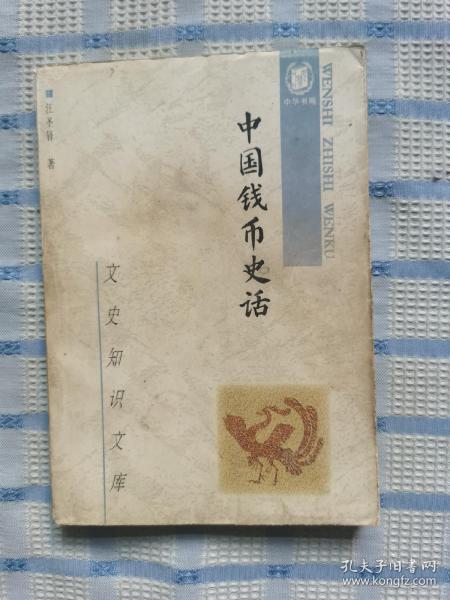 汪圣铎 著
中国钱币史话
中华书局
WENSHI ZHISHI WENKU
文史知识文库
孔夫子旧书网
www.kongfz.com